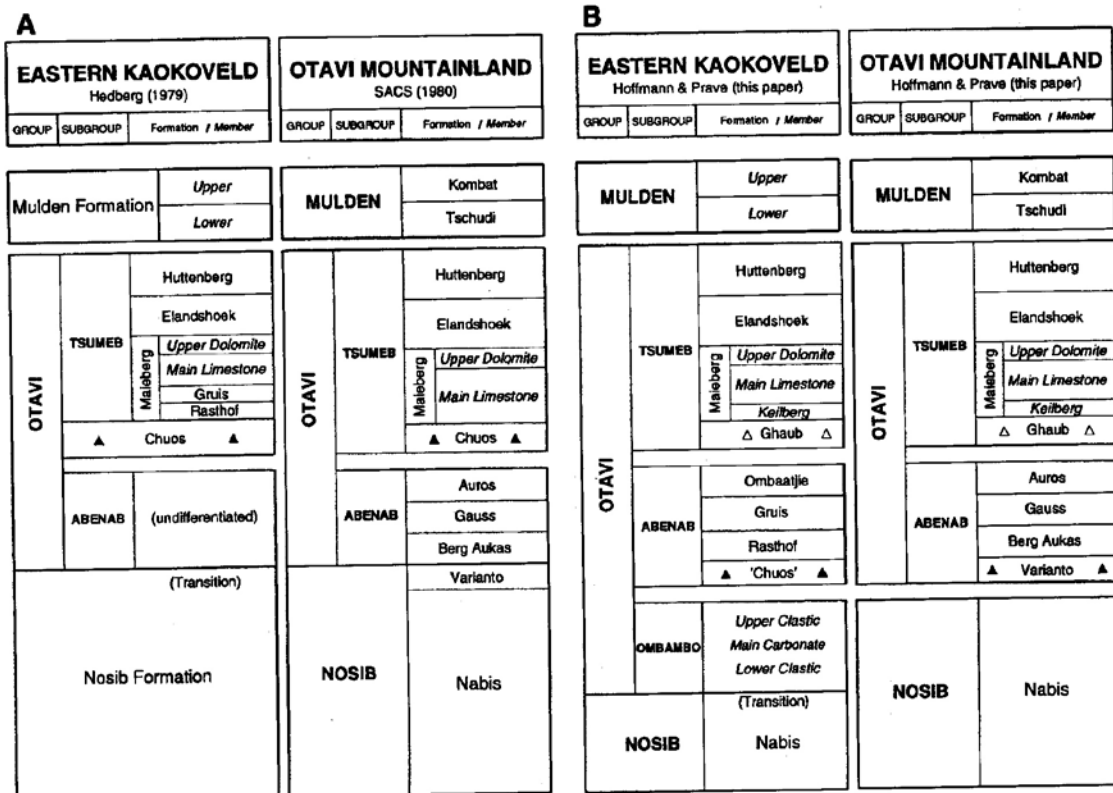 A
EASTERN KAOKOVELD
Hedberg (1979)
GROUP SUBGROUP Formation / Member
Mulden Formation
Upper
Lower
OTAVI
TSUMEB
Huttenberg
Elandshoek
Maieberg
Upper Dolomite
Main Limestone
Gruis
Rasthof
▲ Chuos ▲
ABENAB
(undifferentiated)
(Transition)
Nosib Formation
OTAVI MOUNTAINLAND
SACS (1980)
GROUP SUBGROUP Formation / Member
MULDEN
Kombat
Tschudi
OTAVI
TSUMEB
Huttenberg
Elandshoek
Maieberg
Upper Dolomite
Main Limestone
▲ Chuos ▲
ABENAB
Auros
Gauss
Berg Aukas
NOSIB
Varianto
Nabis
B
EASTERN KAOKOVELD
Hoffmann & Prave (this paper)
GROUP SUBGROUP Formation / Member
MULDEN
Upper
Lower
OTAVI
TSUMEB
Huttenberg
Elandshoek
Maieberg
Upper Dolomite
Main Limestone
Keilberg
△ Ghaub △
ABENAB
Ombaatjie
Gruis
Rasthof
▲ 'Chuos' ▲
OMBAMBO
Upper Clastic
Main Carbonate
Lower Clastic
NOSIB
(Transition)
Nabis
OTAVI MOUNTAINLAND
Hoffmann & Prave (this paper)
GROUP SUBGROUP Formation / Member
MULDEN
Kombat
Tschudi
OTAVI
TSUMEB
Huttenberg
Elandshoek
Maieberg
Upper Dolomite
Main Limestone
Keilberg
△ Ghaub △
ABENAB
Auros
Gauss
Berg Aukas
▲ Varianto ▲
NOSIB
Nabis